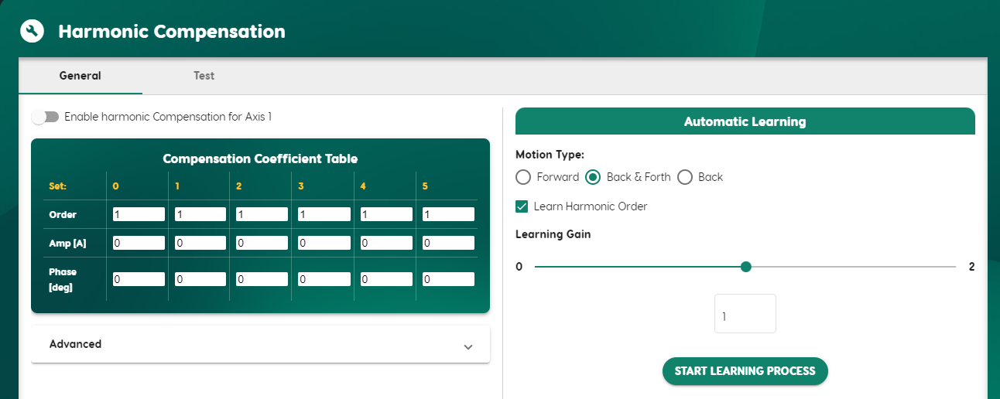 Harmonic Compensation
General Test
Enable harmonic Compensation for Axis 1
Compensation Coefficient Table
Set: 0 1 2 3 4 5
Order 1 1 1 1 1 1
Amp [A] 0 0 0 0 0 0
Phase
[deg] 0 0 0 0 0 0
Advanced
Automatic Learning
Motion Type:
Forward Back & Forth Back
Learn Harmonic Order
Learning Gain
0 2
1
START LEARNING PROCESS